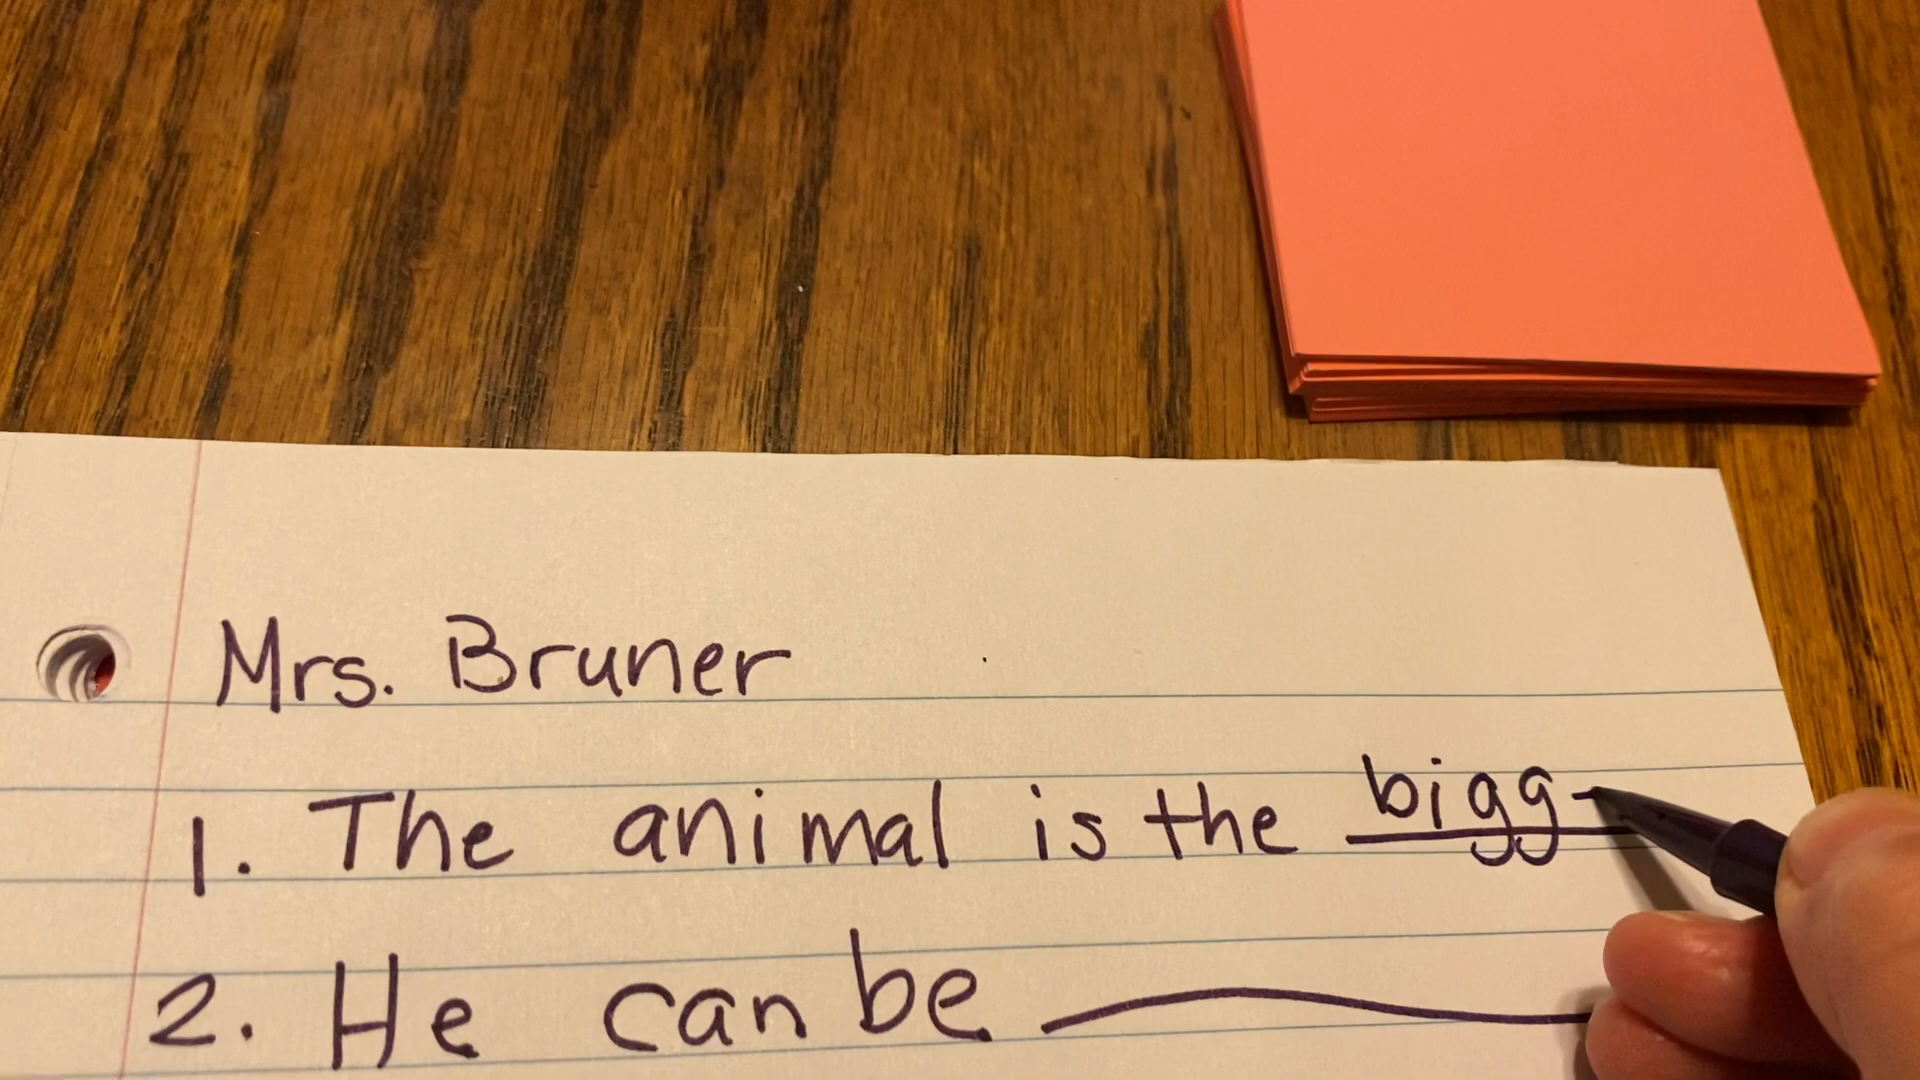 Mrs. Bruner
1. The animal is the bigg
2. He can be